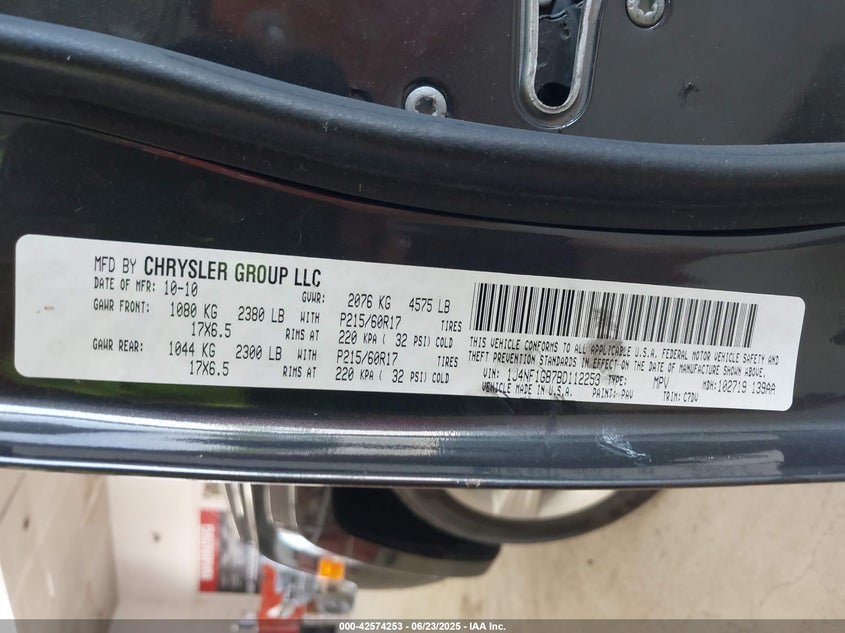 MFD BY CHRYSLER GROUP LLC
DATE OF MFR: 10-10 GVWR: 2076 KG 4575 LB
GAWR FRONT: 1080 KG 2380 LB WITH P215/60R17 TIRES
17X6.5 RIMS AT 220 KPA ( 32 PSI) COLD
GAWR REAR: 1044 KG 2300 LB WITH P215/60R17 TIRES
17X6.5 RIMS AT 220 KPA ( 32 PSI) COLD
THIS VEHICLE CONFORMS TO ALL APPLICABLE U.S.A. FEDERAL MOTOR VEHICLE SAFETY AND
THEFT PREVENTION STANDARDS IN EFFECT ON THE DATE OF MANUFACTURE SHOWN ABOVE.
VIN: 1J4NF1GB7BD112253 TYPE: MPV MDH:102719 139AA
VEHICLE MADE IN U.S.A. PAINT: PAV TRIM: C7DV
000-42574253 - 06/23/2025 - IAA Inc.